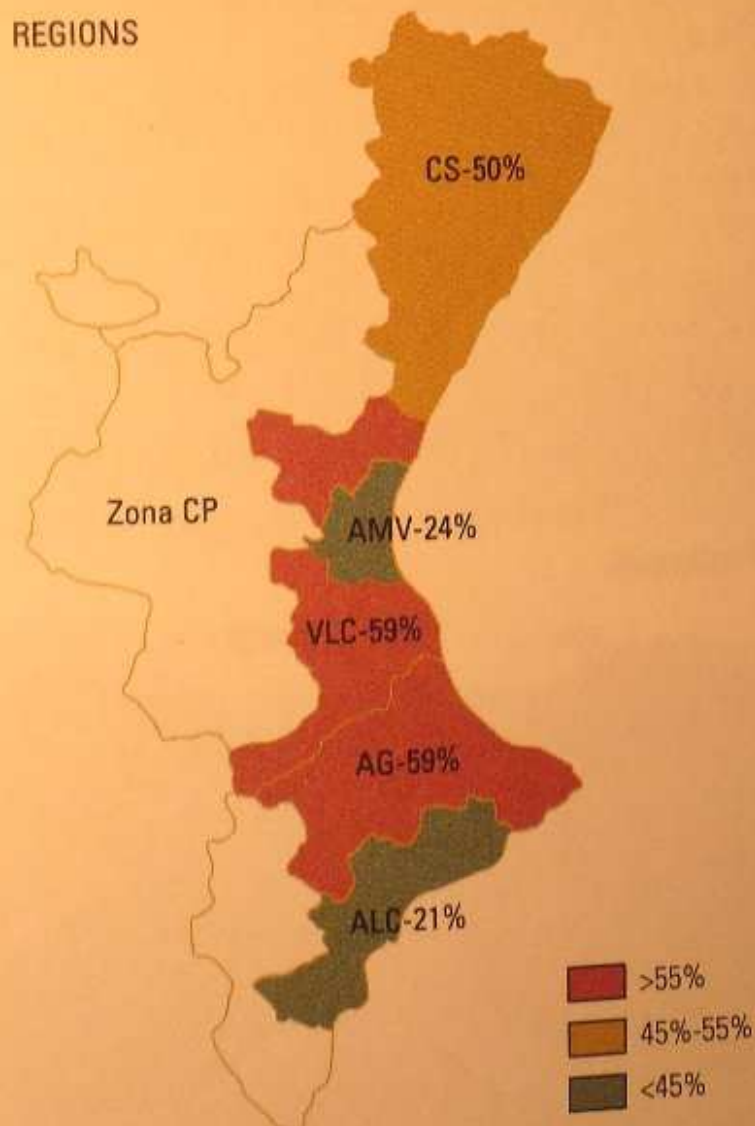 REGIONS
CS-50%
Zona CP
AMV-24%
VLC-59%
AG-59%
ALC-21%
>55%
45%-55%
<45%